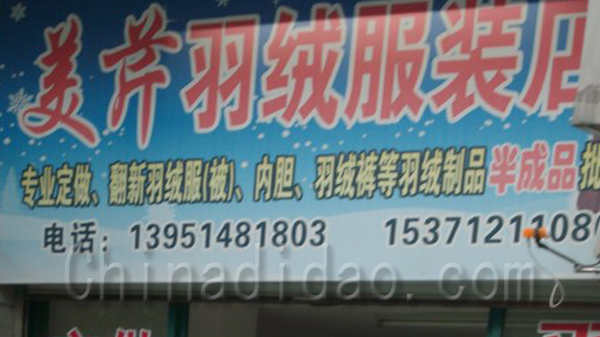 美芹羽绒服装店
专业定做、翻新羽绒服(被)、内胆、羽绒裤等羽绒制品半成品批
电话：13951481803 15371211080
Chinadidao.com